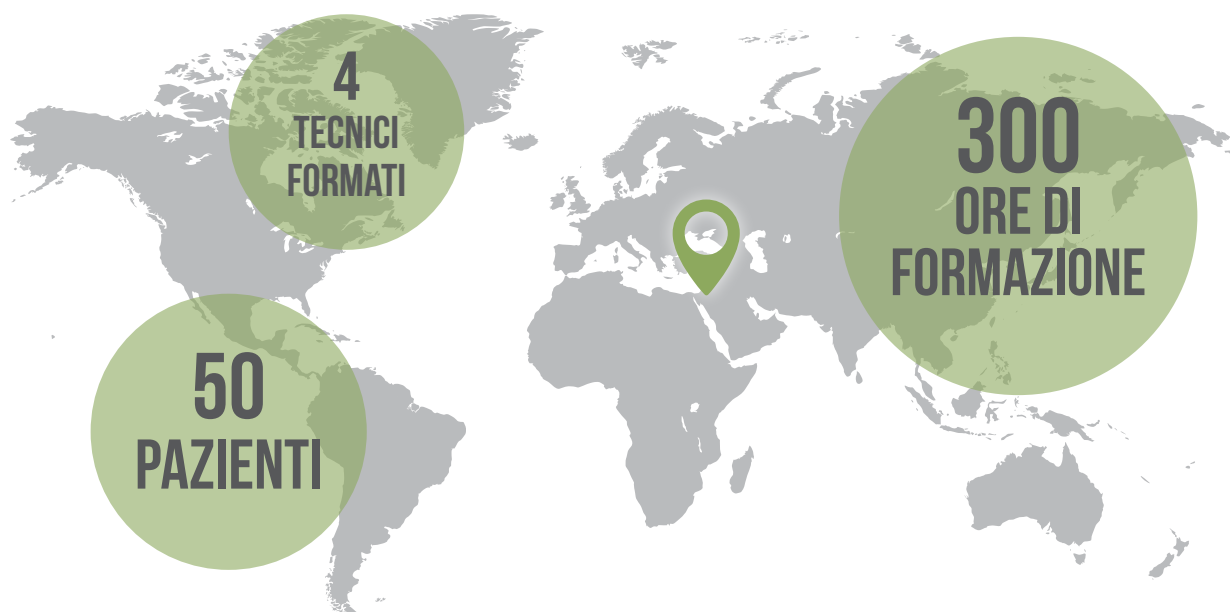 4
TECNICI
FORMATI
300
ORE DI
FORMAZIONE
50
PAZIENTI